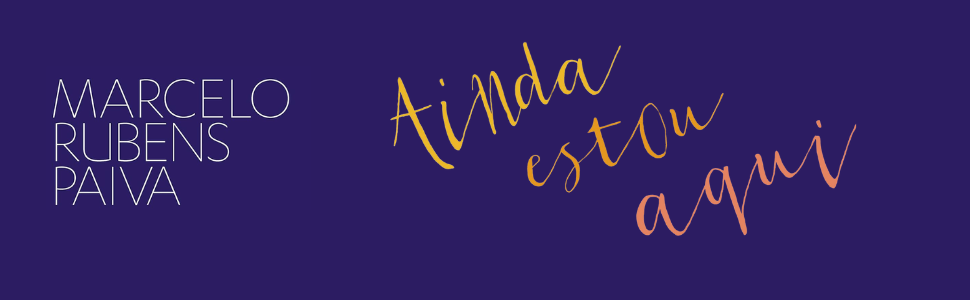 MARCELO
RUBENS
PAIVA
Ainda
estou
aqui